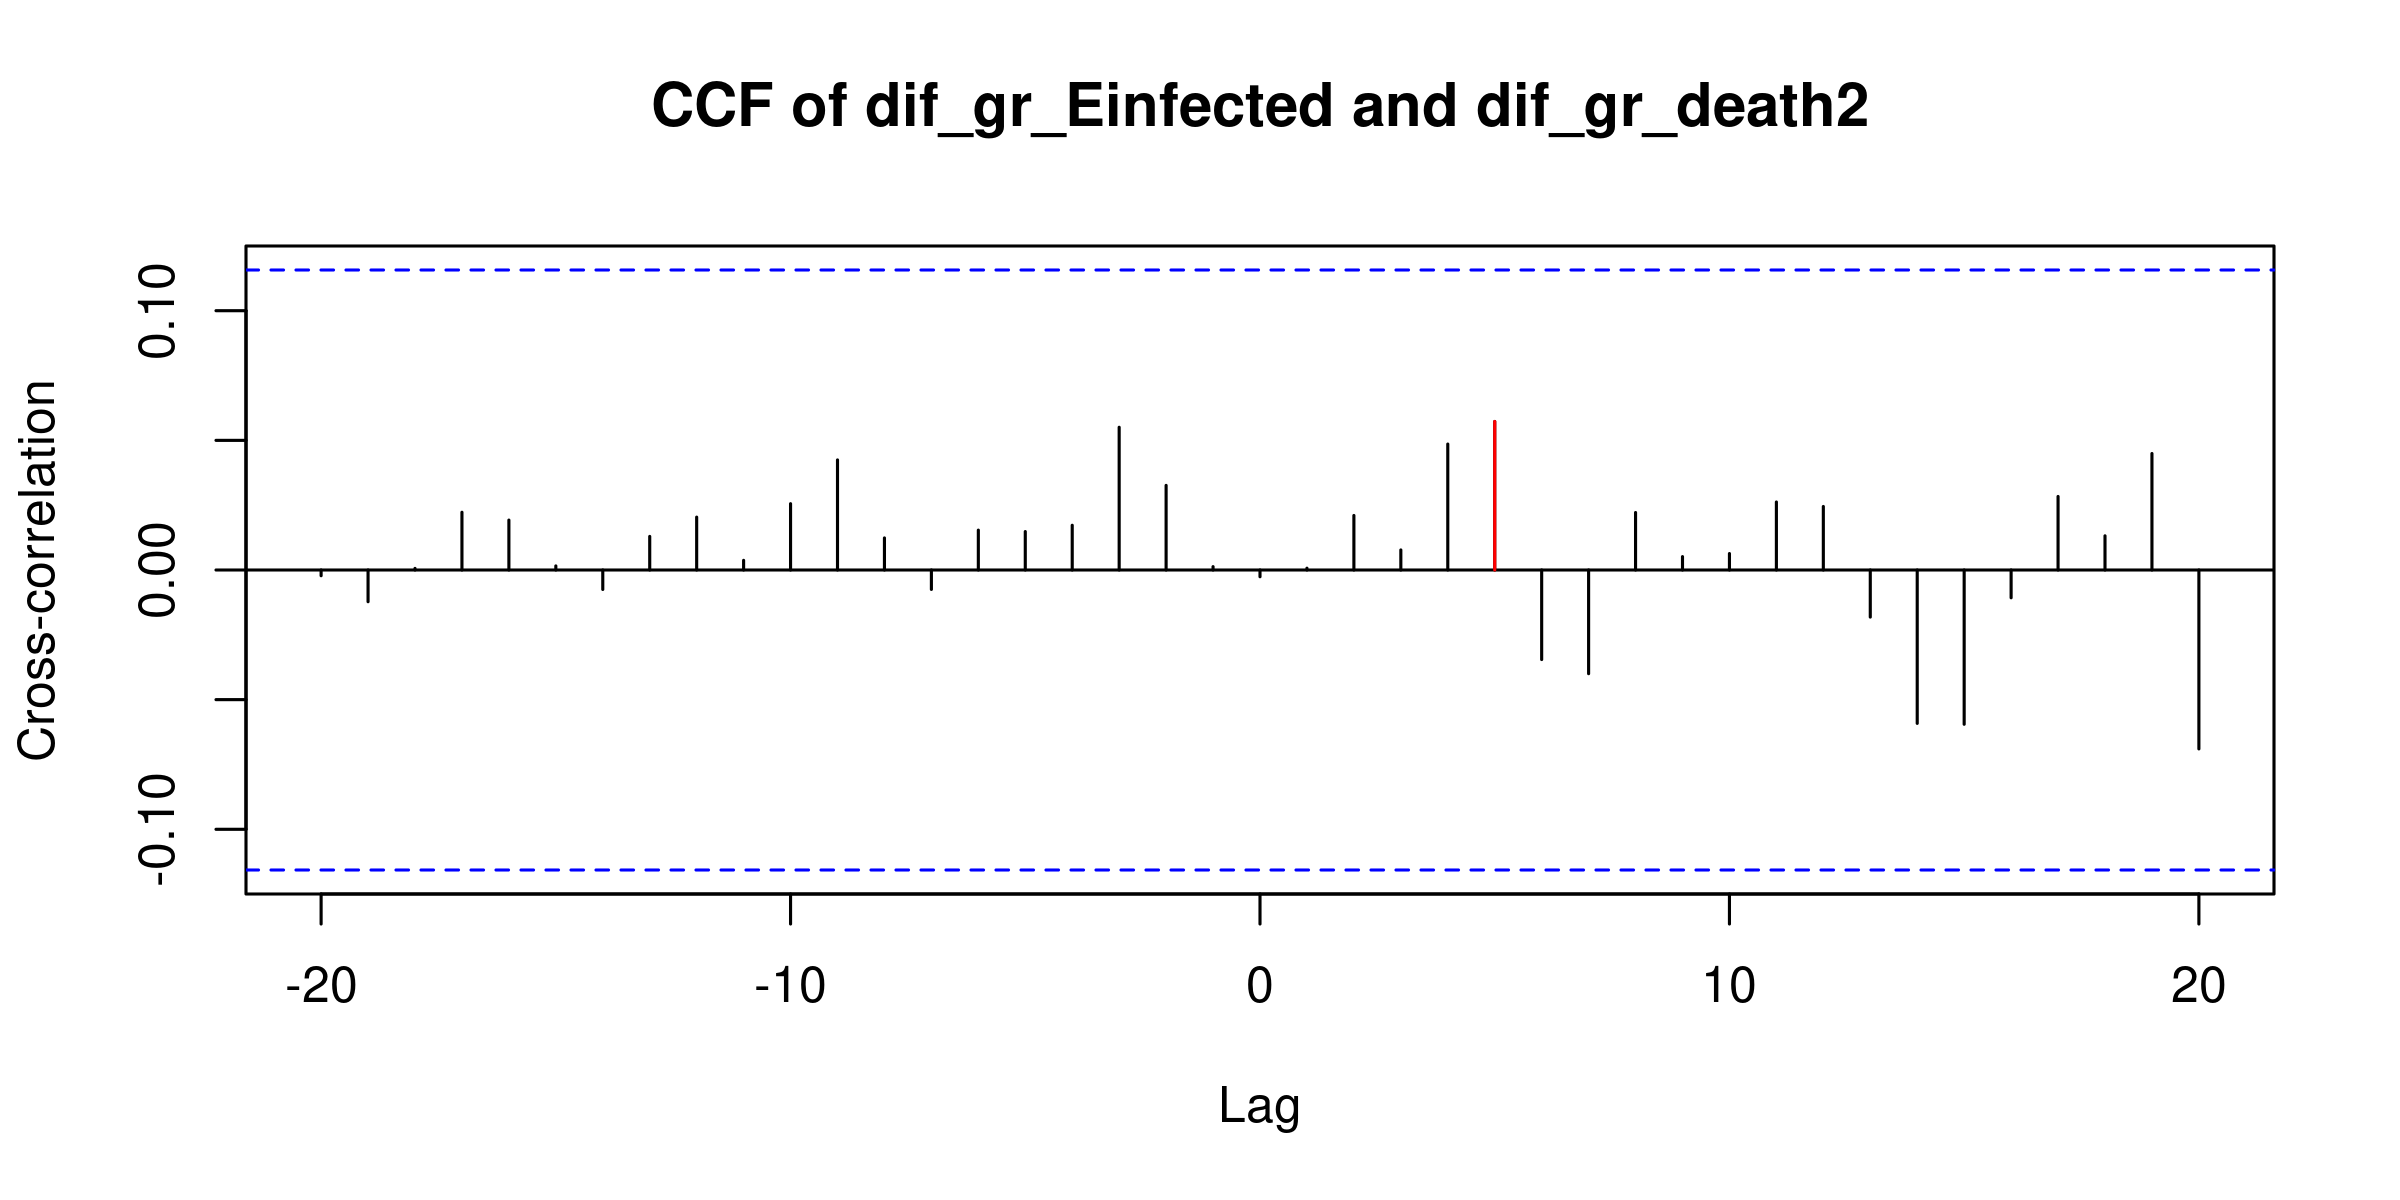 CCF of dif_gr_Einfected and dif_gr_death2
Cross-correlation
0.10
0.00
-0.10
-20 -10 0 10 20
Lag